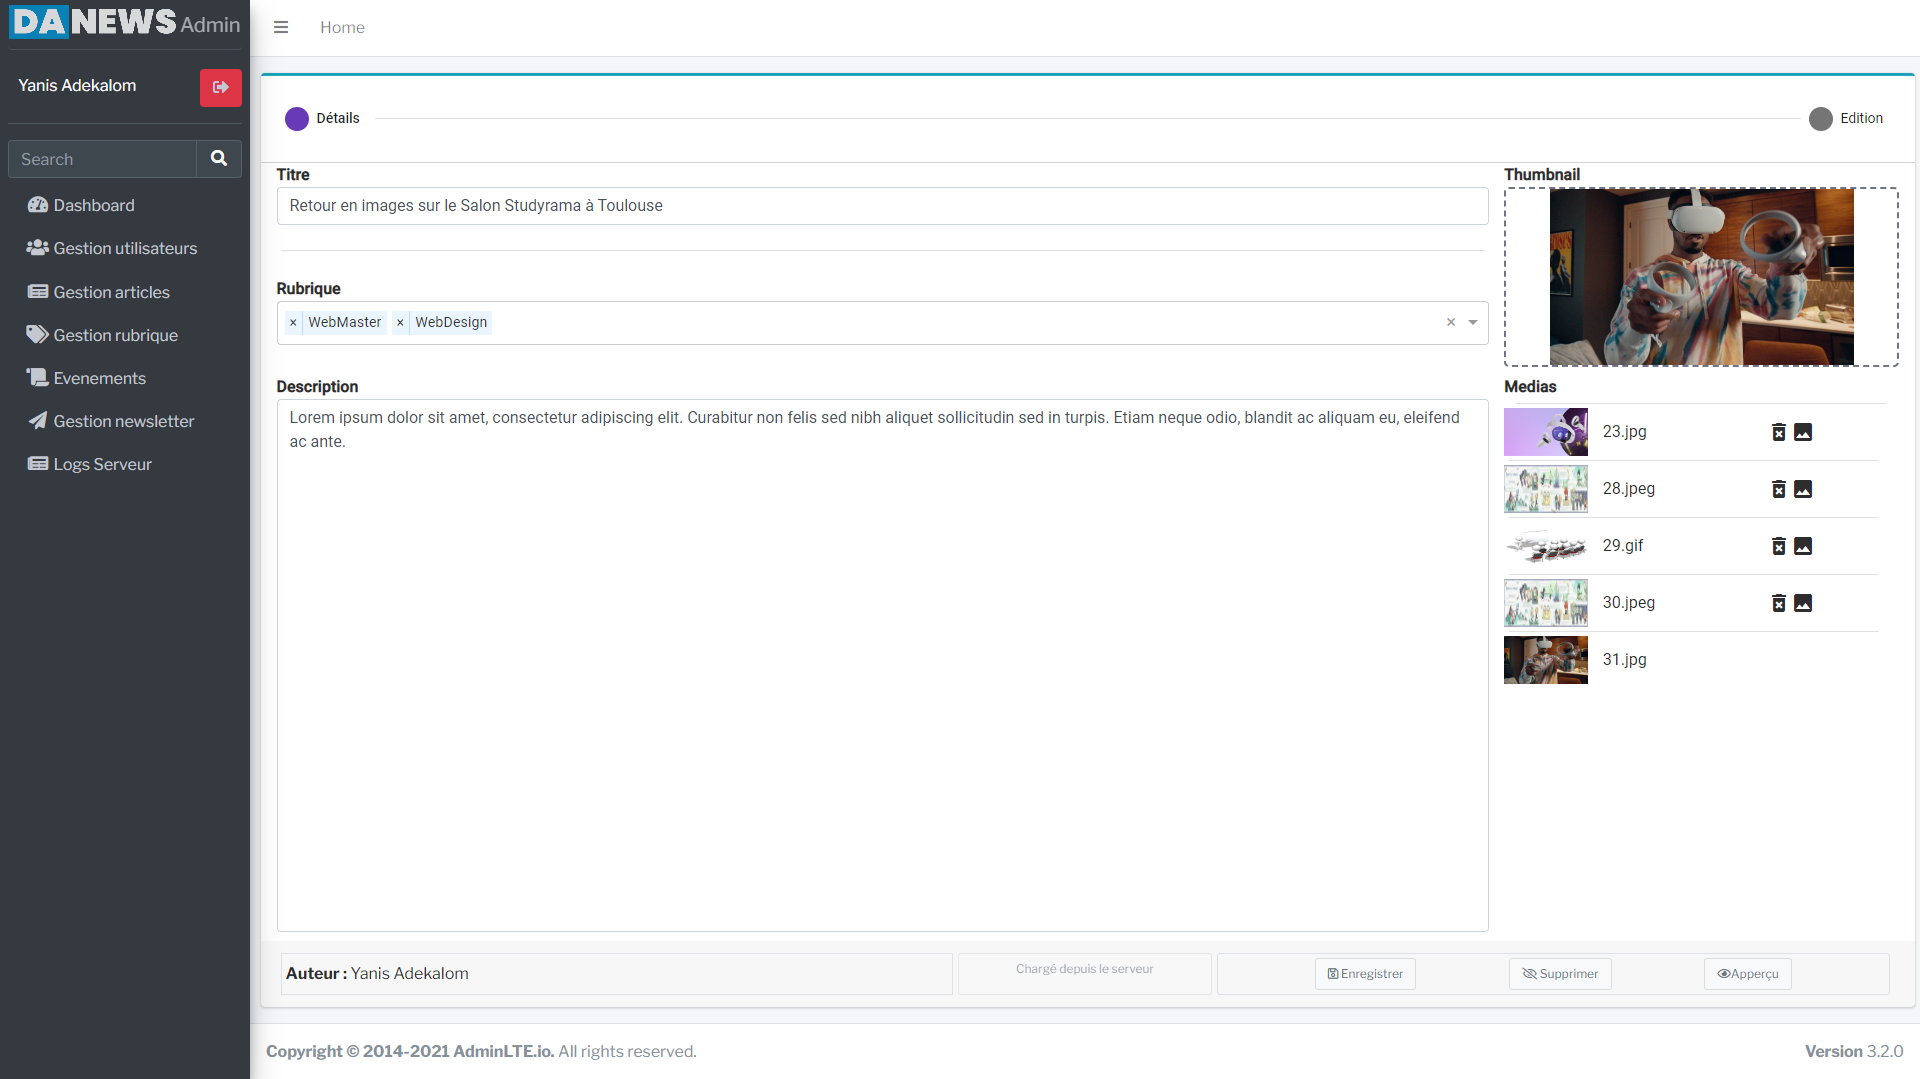 DANEWS Admin
Home
Yanis Adekalom
Search
Dashboard
Gestion utilisateurs
Gestion articles
Gestion rubrique
Evenements
Gestion newsletter
Logs Serveur
Détails
Edition
Titre
Retour en images sur le Salon Studyrama à Toulouse
Rubrique
× WebMaster × WebDesign
Description
Lorem ipsum dolor sit amet, consectetur adipiscing elit. Curabitur non felis sed nibh aliquet sollicitudin sed in turpis. Etiam neque odio, blandit ac aliquam eu, eleifend
ac ante.
Thumbnail
Medias
23.jpg
28.jpeg
29.gif
30.jpeg
31.jpg
Auteur : Yanis Adekalom
Chargé depuis le serveur
Enregistrer
Supprimer
Apperçu
Copyright © 2014-2021 AdminLTE.io. All rights reserved.
Version 3.2.0